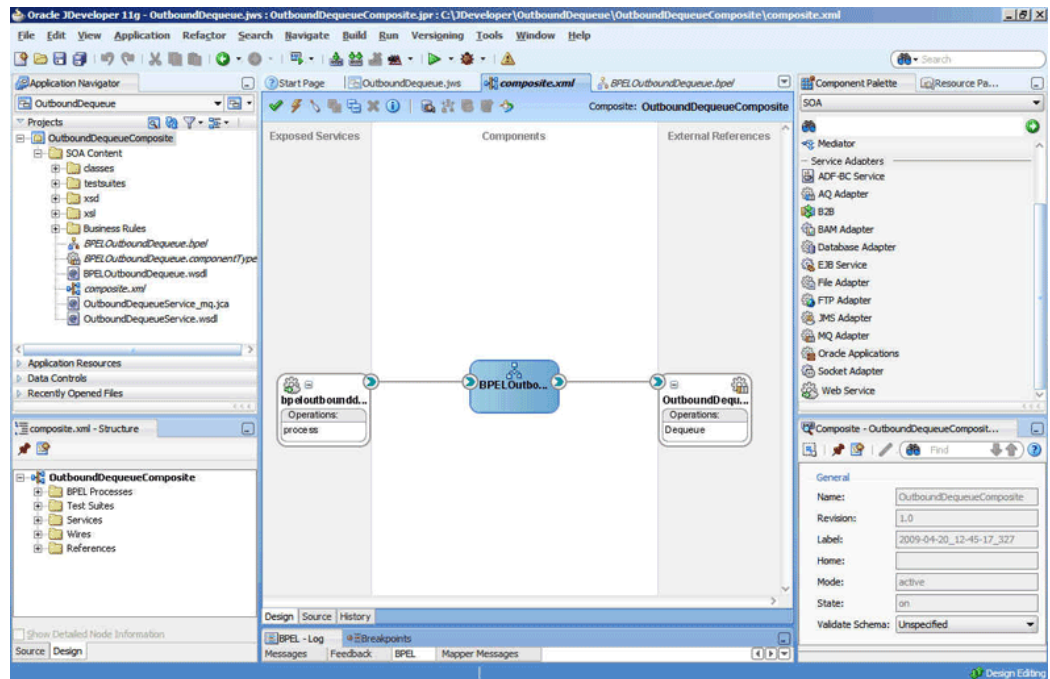 Oracle JDeveloper 11g - OutboundDequeue.jws : OutboundDequeueComposite.jpr : C:\JDeveloper\OutboundDequeue\OutboundDequeueComposite\composite.xml
File Edit View Application Refactor Search Navigate Build Run Versioning Tools Window Help
Search
Application Navigator
OutboundDequeue
Projects
OutboundDequeueComposite
SOA Content
classes
testsuites
xsd
xsl
Business Rules
BPELOutboundDequeue.bpel
BPELOutboundDequeue.componentType
BPELOutboundDequeue.wsdl
composite.xml
OutboundDequeueService_mq.jca
OutboundDequeueService.wsdl
Application Resources
Data Controls
Recently Opened Files
composite.xml - Structure
OutboundDequeueComposite
BPEL Processes
Test Suites
Services
Wires
References
Show Detailed Node Information
Source Design
Start Page OutboundDequeue.jws composite.xml BPELOutboundDequeue.bpel
Composite: OutboundDequeueComposite
Exposed Services Components External References
bpeloutboundd...
Operations:
process
BPELOutbo...
OutboundDequ...
Operations:
Dequeue
Design Source History
BPEL - Log Breakpoints
Messages Feedback BPEL Mapper Messages
Component Palette Resource Pa...
SOA
Mediator
Service Adapters
ADF-BC Service
AQ Adapter
B2B
BAM Adapter
Database Adapter
EJB Service
File Adapter
FTP Adapter
JMS Adapter
MQ Adapter
Oracle Applications
Socket Adapter
Web Service
Composite - OutboundDequeueComposit...
Find
General
Name: OutboundDequeueComposite
Revision: 1.0
Label: 2009-04-20_12-45-17_327
Home:
Mode: active
State: on
Validate Schema: Unspecified
Design Editing